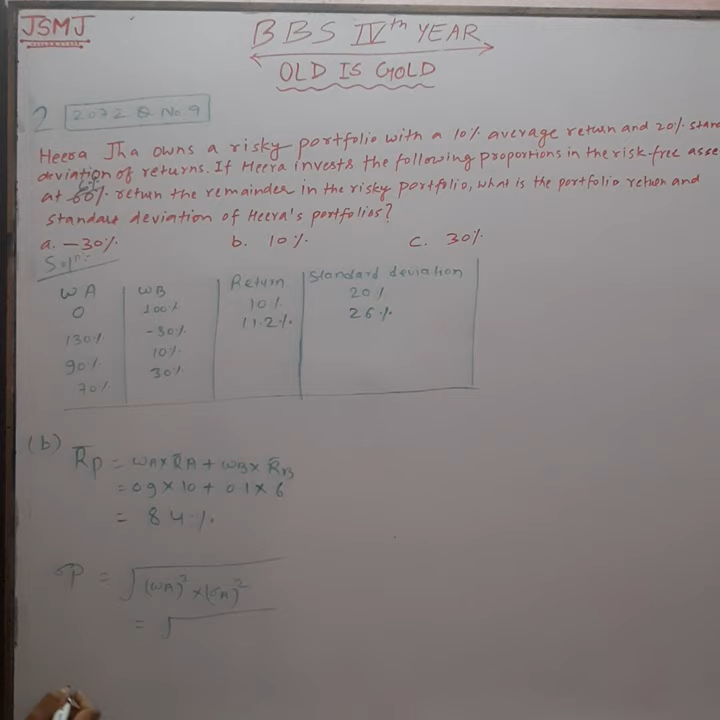 JSMJ
BBS IVth YEAR
OLD IS GOLD
2 2072 Q No 9
Heera Jha owns a risky portfolio with a 10% average return and 20% stand
deviation of returns. If Heera invests the following proportions in the risk-free asse
at 6% return the remainder in the risky portfolio, what is the portfolio return and
standard deviation of Heera's portfolios?
a. -30% b. 10% c. 30%
Soln:-
WA WB Return Standard deviation
0 100% 10% 20%
130% -30% 11.2% 26%
90% 10%
70% 30%
(b)
R̄p = WA×R̄A + WB×R̄B
= 0.9×10 + 0.1×6
= 8.4%
σp = √(WA)²×(σA)²
= √